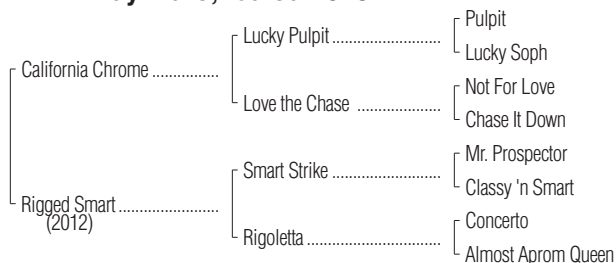 Pulpit
Lucky Pulpit ......................
Lucky Soph
California Chrome ................
Not For Love
Love the Chase .....................
Chase It Down
Mr. Prospector
Smart Strike ......................
Classy 'n Smart
Rigged Smart ........................
(2012)
Concerto
Rigoletta ......................
Almost Aprom Queen